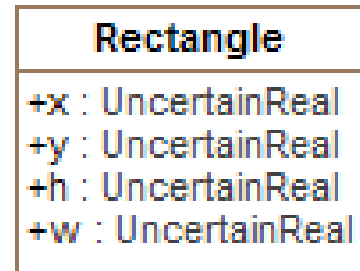 Rectangle
+x : UncertainReal
+y : UncertainReal
+h : UncertainReal
+w : UncertainReal